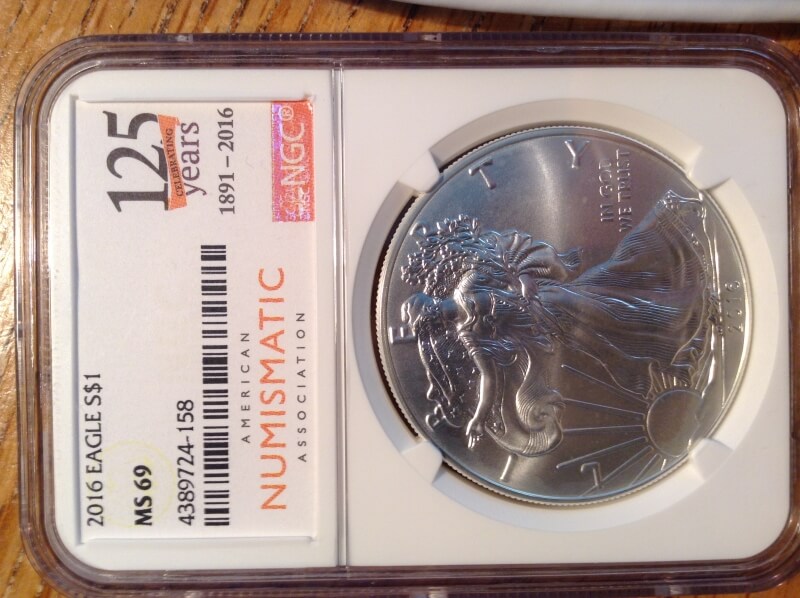 2016 EAGLE S$1
MS 69
4389724-158
AMERICAN
NUMISMATIC
ASSOCIATION
125
CELEBRATING
years
1891-2016
NGC®
LIBERTY
IN GOD
WE TRUST
2016